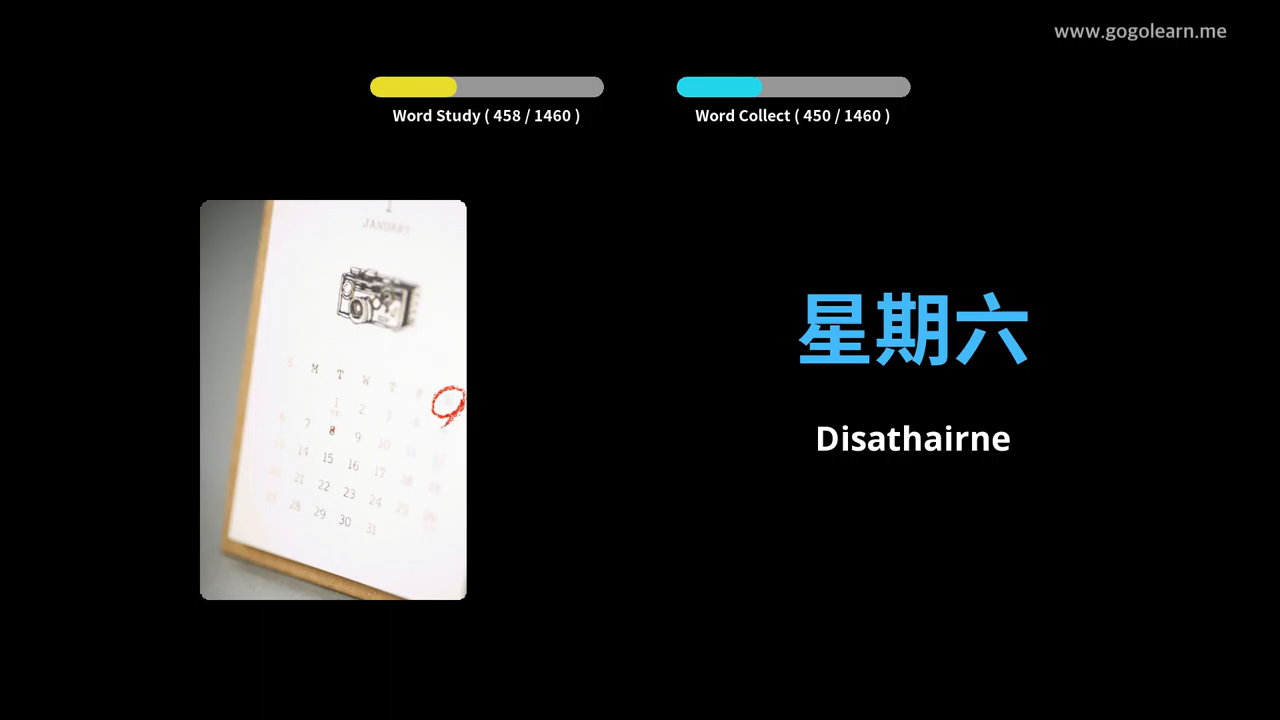 www.gogolearn.me
Word Study ( 458 / 1460 )
Word Collect ( 450 / 1460 )
JANUARY
M T W T
1 2 3
7 8 9 10
14 15 16 17
21 22 23 24
28 29 30 31
星期六
Disathairne